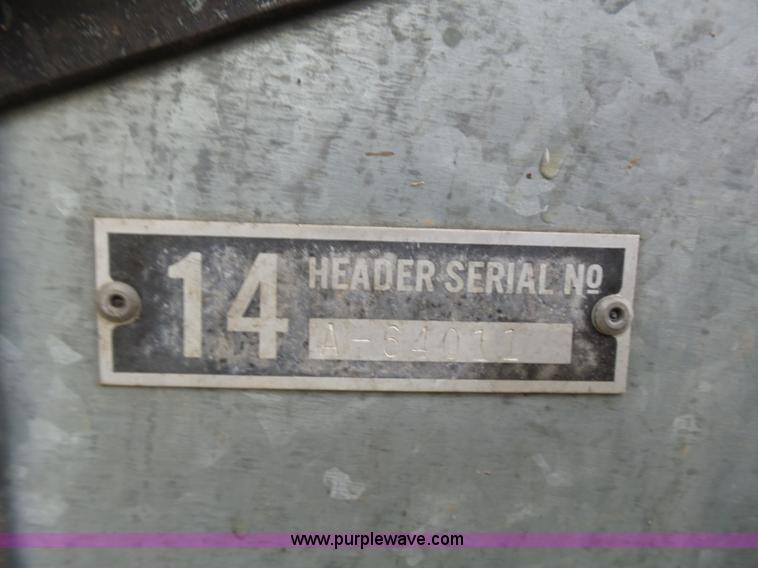 14 HEADER SERIAL Nº
A-64011
www.purplewave.com